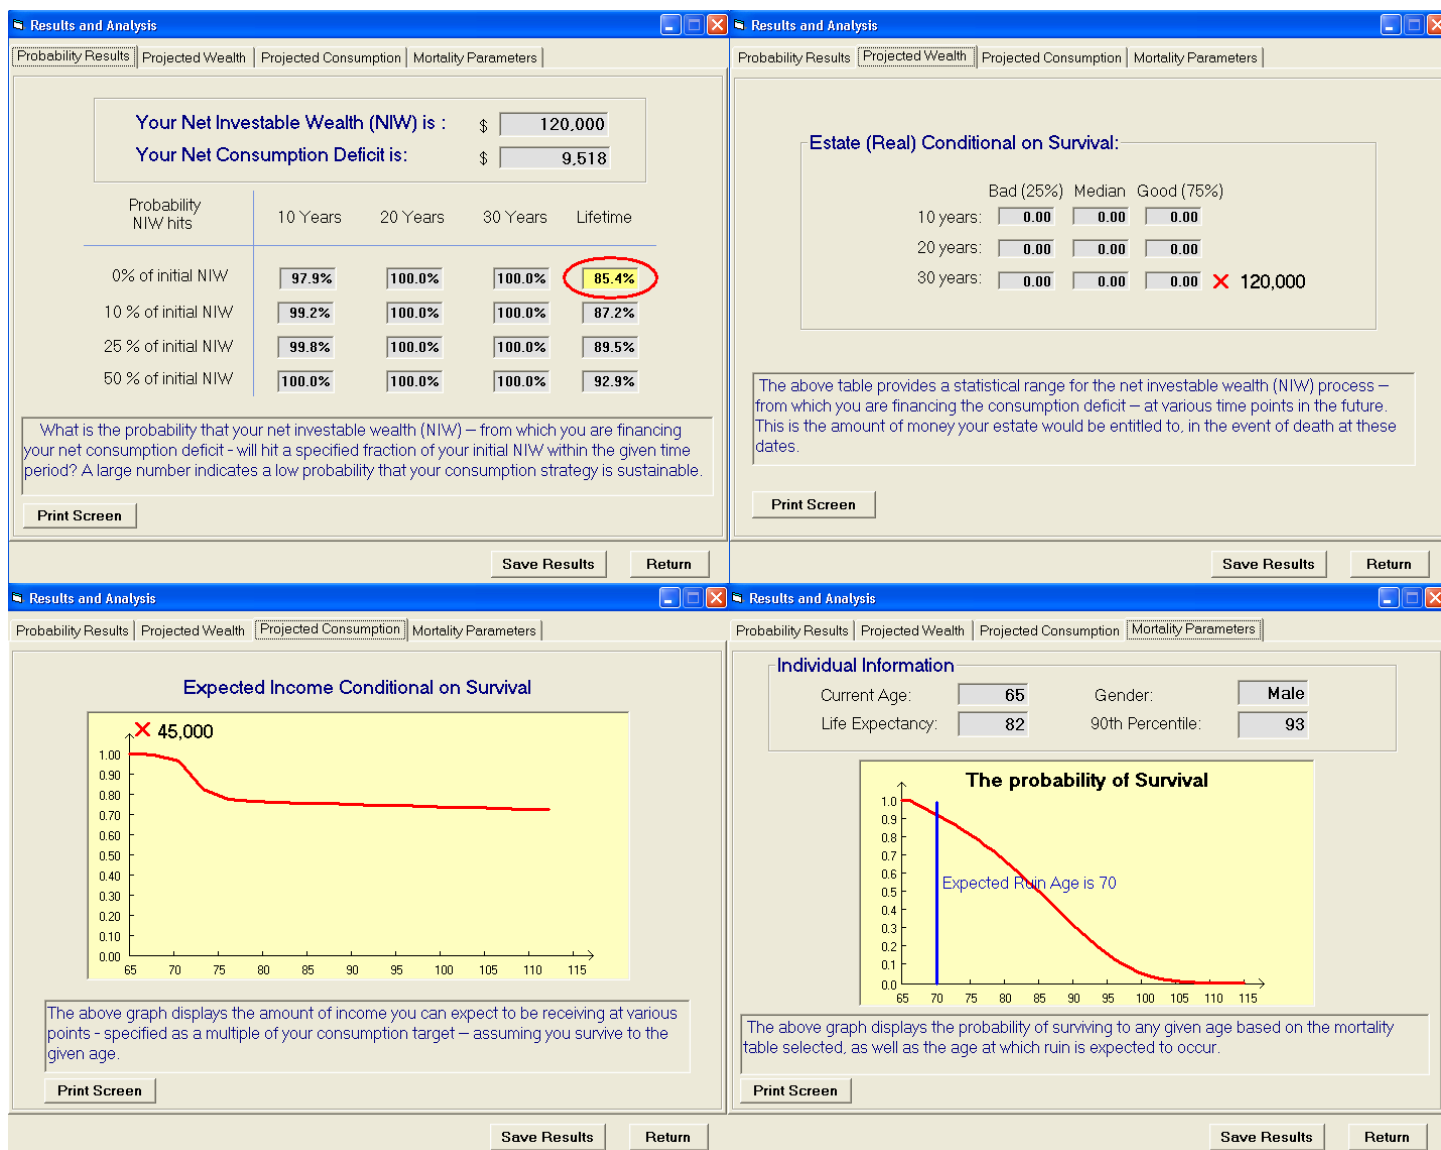 Results and Analysis
Probability Results Projected Wealth Projected Consumption Mortality Parameters
Your Net Investable Wealth (NIW) is : $ 120,000
Your Net Consumption Deficit is: $ 9,518
Probability
NIW hits
10 Years 20 Years 30 Years Lifetime
0% of initial NIW 97.9% 100.0% 100.0% 85.4%
10 % of initial NIW 99.2% 100.0% 100.0% 87.2%
25 % of initial NIW 99.8% 100.0% 100.0% 89.5%
50 % of initial NIW 100.0% 100.0% 100.0% 92.9%
What is the probability that your net investable wealth (NIW) – from which you are financing
your net consumption deficit - will hit a specified fraction of your initial NIW within the given time
period? A large number indicates a low probability that your consumption strategy is sustainable.
Print Screen
Save Results Return
Results and Analysis
Probability Results Projected Wealth Projected Consumption Mortality Parameters
Estate (Real) Conditional on Survival:
Bad (25%) Median Good (75%)
10 years: 0.00 0.00 0.00
20 years: 0.00 0.00 0.00
30 years: 0.00 0.00 0.00 × 120,000
The above table provides a statistical range for the net investable wealth (NIW) process –
from which you are financing the consumption deficit – at various time points in the future.
This is the amount of money your estate would be entitled to, in the event of death at these
dates.
Print Screen
Save Results Return
Results and Analysis
Probability Results Projected Wealth Projected Consumption Mortality Parameters
Expected Income Conditional on Survival
× 45,000
1.00
0.90
0.80
0.70
0.60
0.50
0.40
0.30
0.20
0.10
0.00
65 70 75 80 85 90 95 100 105 110 115
The above graph displays the amount of income you can expect to be receiving at various
points - specified as a multiple of your consumption target – assuming you survive to the
given age.
Print Screen
Save Results Return
Results and Analysis
Probability Results Projected Wealth Projected Consumption Mortality Parameters
Individual Information
Current Age: 65 Gender: Male
Life Expectancy: 82 90th Percentile: 93
The probability of Survival
1.0
0.9
0.8
0.7
0.6
0.5
0.4
0.3
0.2
0.1
0.0
Expected Ruin Age is 70
65 70 75 80 85 90 95 100 105 110 115
The above graph displays the probability of surviving to any given age based on the mortality
table selected, as well as the age at which ruin is expected to occur.
Print Screen
Save Results Return